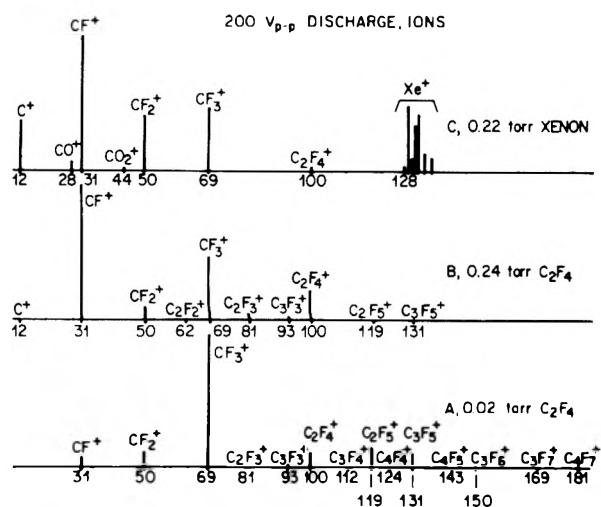 200 Vp-p DISCHARGE, IONS
CF+
Xe+
C+
CF2+
CF3+
C, 0.22 torr XENON
CO+
CO2+
C2F4+
12 28 31 44 50 69 100 128
CF+
CF3+
C2F4+
B, 0.24 torr C2F4
C+
CF2+
C2F2+
C2F3+
C3F3+
C2F5+
C3F5+
12 31 50 62 69 81 93 100 119 131
CF3+
A, 0.02 torr C2F4
CF+
CF2+
C2F4+
C2F5+
C3F5+
C2F3+ C3F3+ C3F4+ C4F4+ C4F5+ C3F6+ C3F7+ C4F7+
31 50 69 81 93 100 112 124 143 169 181
119 131 150